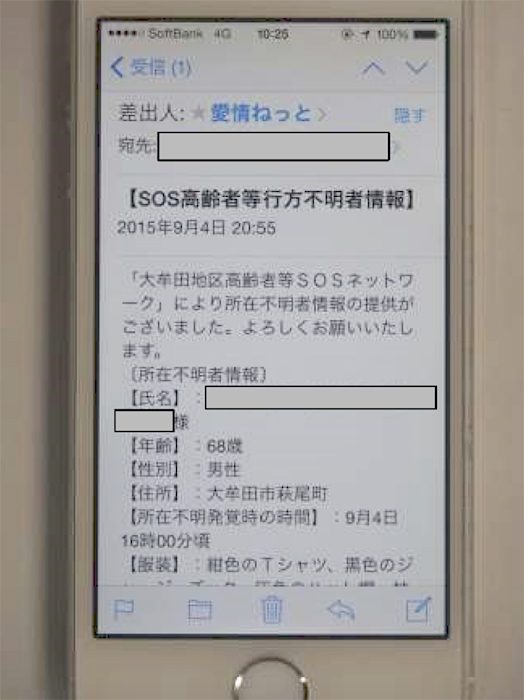 SoftBank 4G 10:25 100%
受信 (1)
差出人: ★愛情ねっと
隠す
宛先:
【SOS高齢者等行方不明者情報】
2015年9月4日 20:55
「大牟田地区高齢者等ＳＯＳネットワ
ーク」により所在不明者情報の提供が
ございました。よろしくお願いいたし
ます。
〔所在不明者情報〕
【氏名】：
様
【年齢】：68歳
【性別】：男性
【住所】：大牟田市萩尾町
【所在不明発覚時の時間】：9月4日
16時00分頃
【服装】：紺色のＴシャツ、黒色のジ